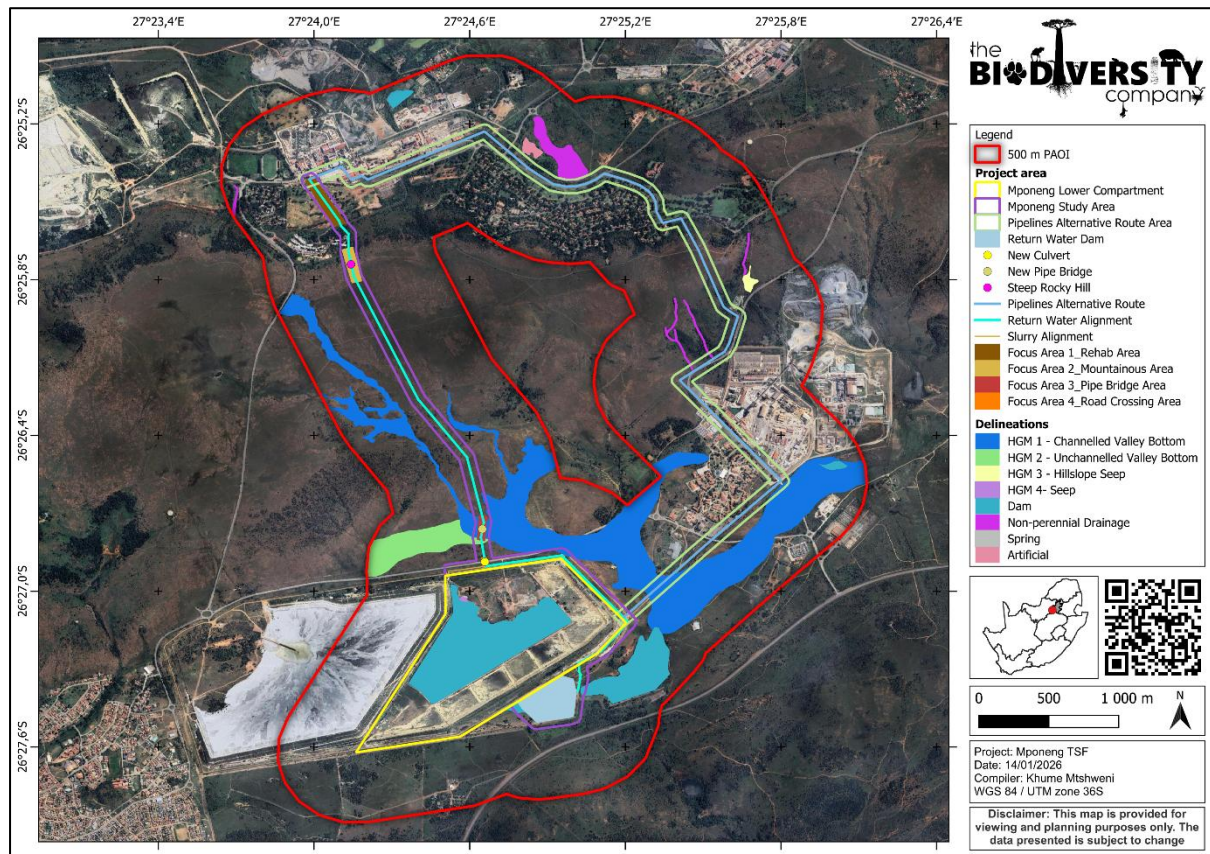 27°23,4'E 27°24,0'E 27°24,6'E 27°25,2'E 27°25,8'E 27°26,4'E
26°25,2'S
26°25,8'S
26°26,4'S
26°27,0'S
26°27,6'S
the
BIODIVERSITY
company
Legend
500 m PAOI
Project area
Mponeng Lower Compartment
Mponeng Study Area
Pipelines Alternative Route Area
Return Water Dam
New Culvert
New Pipe Bridge
Steep Rocky Hill
Pipelines Alternative Route
Return Water Alignment
Slurry Alignment
Focus Area 1_Rehab Area
Focus Area 2_Mountainous Area
Focus Area 3_Pipe Bridge Area
Focus Area 4_Road Crossing Area
Delineations
HGM 1 - Channelled Valley Bottom
HGM 2 - Unchannelled Valley Bottom
HGM 3 - Hillslope Seep
HGM 4- Seep
Dam
Non-perennial Drainage
Spring
Artificial
0 500 1 000 m N
Project: Mponeng TSF
Date: 14/01/2026
Compiler: Khume Mtshweni
WGS 84 / UTM zone 36S
Disclaimer: This map is provided for
viewing and planning purposes only. The
data presented is subject to change